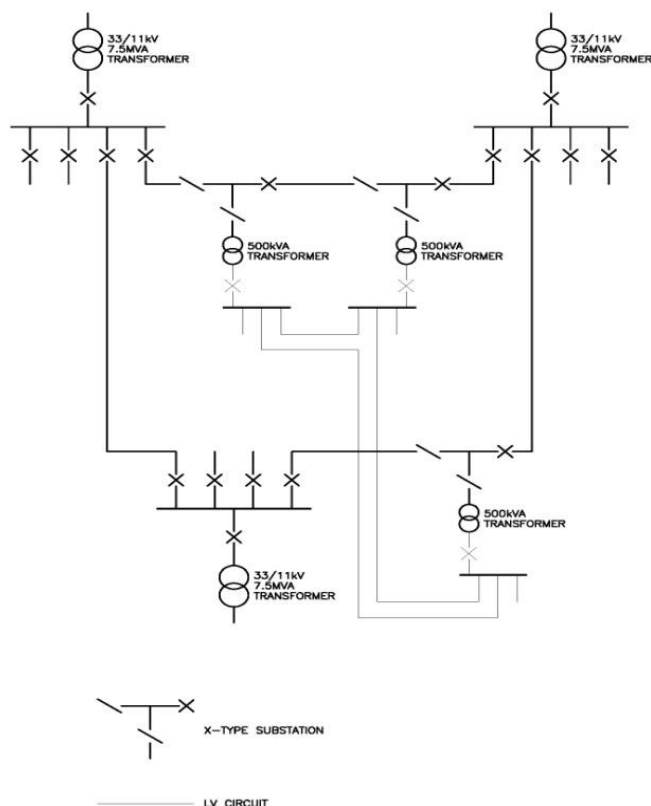 33/11kV
7.5MVA
TRANSFORMER
33/11kV
7.5MVA
TRANSFORMER
500kVA
TRANSFORMER
500kVA
TRANSFORMER
500kVA
TRANSFORMER
33/11kV
7.5MVA
TRANSFORMER
X-TYPE SUBSTATION
LV CIRCUIT